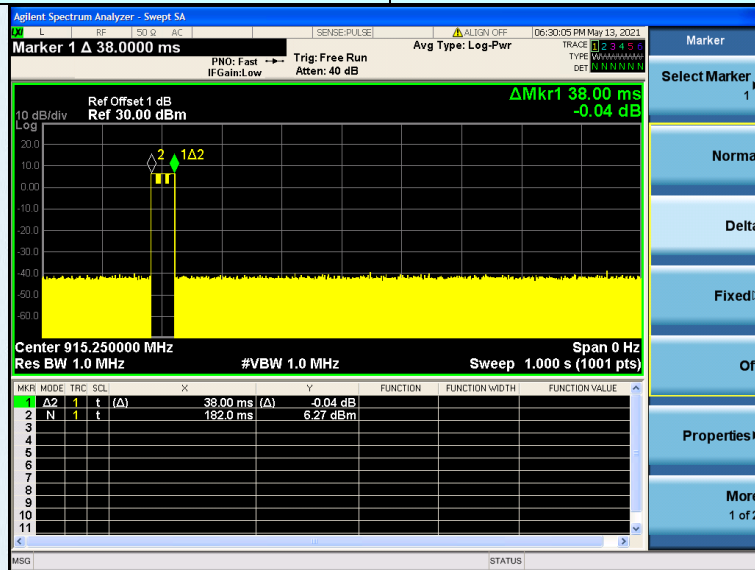 Agilent Spectrum Analyzer - Swept SA
LXI L RF 50 Ω AC SENSE:PULSE ALIGN OFF 06:30:05 PM May 13, 2021
Marker 1 Δ 38.0000 ms
PNO: Fast
IFGain:Low
Trig: Free Run
Atten: 40 dB
Avg Type: Log-Pwr
TRACE 1 2 3 4 5 6
TYPE WWWWWW
DET N N N N N N
Ref Offset 1 dB
10 dB/div Ref 30.00 dBm
Log
ΔMkr1 38.00 ms
-0.04 dB
20.0
10.0
0.00
-10.0
-20.0
-30.0
-40.0
-50.0
-60.0
2 1Δ2
Center 915.250000 MHz Span 0 Hz
Res BW 1.0 MHz #VBW 1.0 MHz Sweep 1.000 s (1001 pts)
MKR MODE TRC SCL X Y FUNCTION FUNCTION WIDTH FUNCTION VALUE
1 Δ2 1 t (Δ) 38.00 ms (Δ) -0.04 dB
2 N 1 t 182.0 ms 6.27 dBm
3
4
5
6
7
8
9
10
11
MSG STATUS
Marker
Select Marker
1
Norma
Delta
Fixed
Of
Properties
More
1 of 2